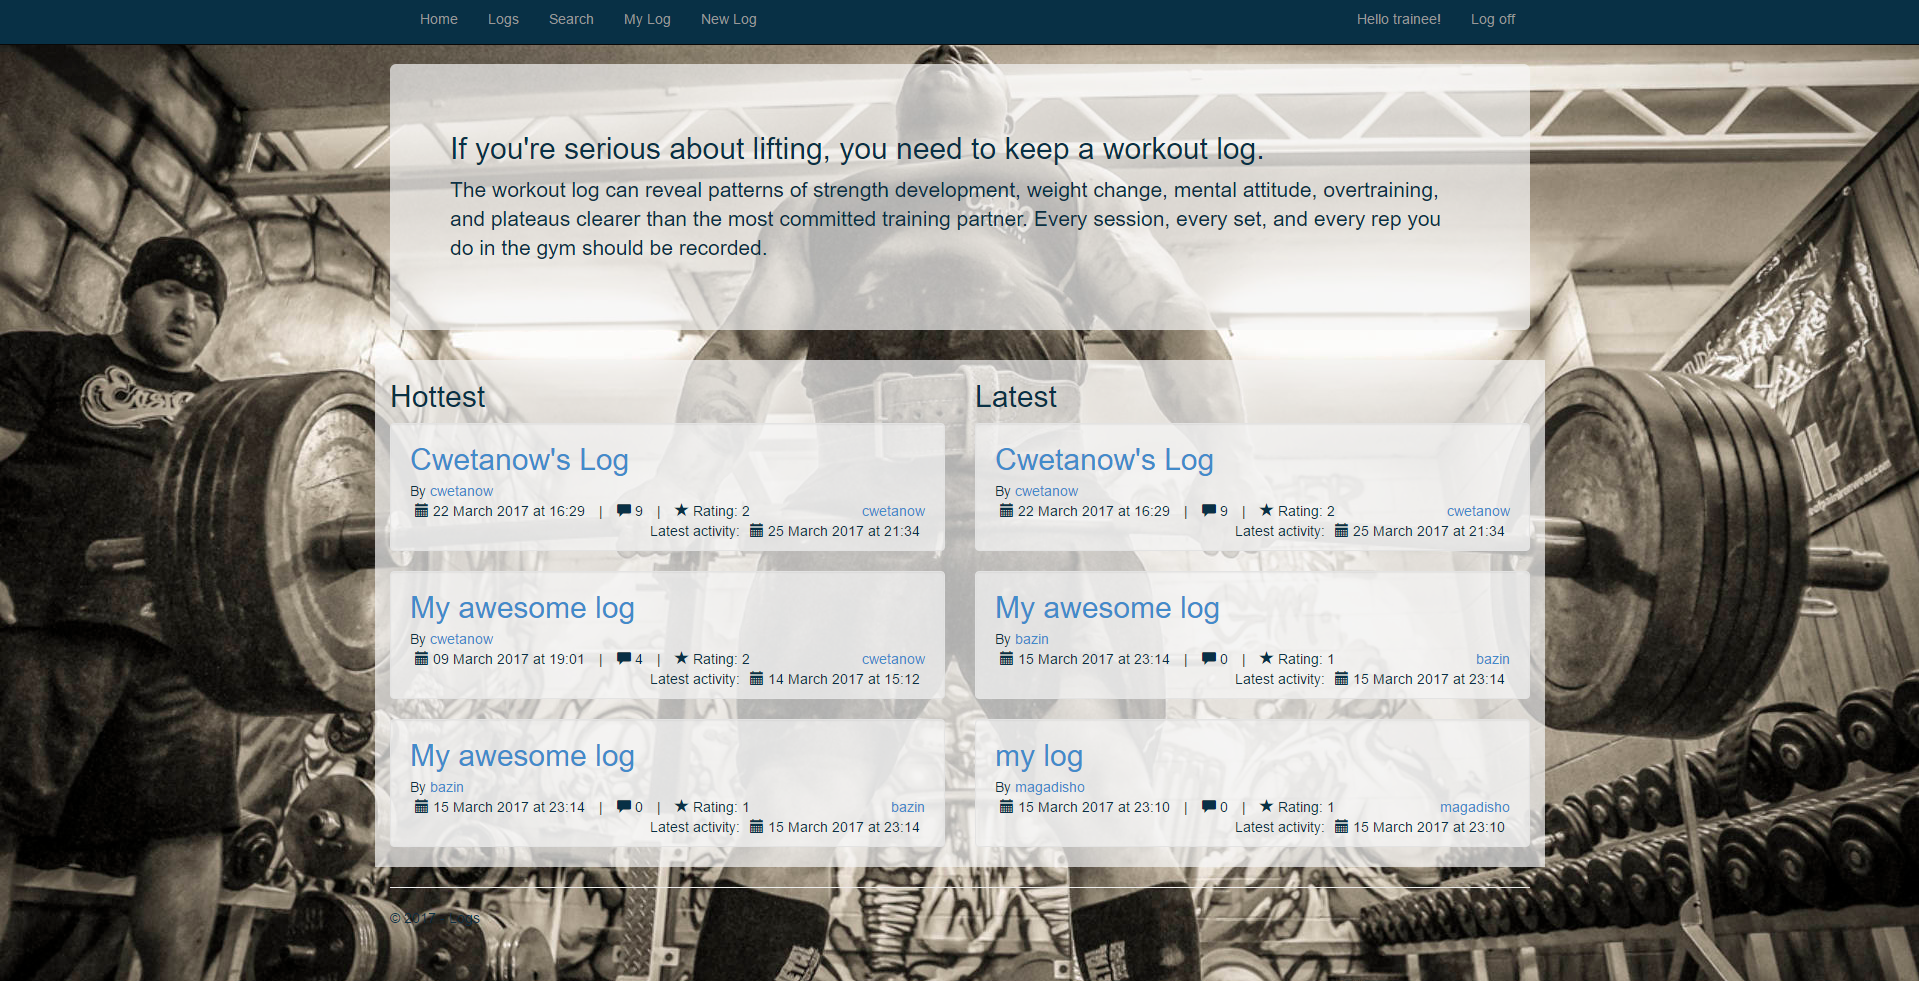 Home Logs Search My Log New Log Hello trainee! Log off
If you're serious about lifting, you need to keep a workout log.
The workout log can reveal patterns of strength development, weight change, mental attitude, overtraining,
and plateaus clearer than the most committed training partner. Every session, every set, and every rep you
do in the gym should be recorded.
Hottest
Cwetanow's Log
By cwetanow
22 March 2017 at 16:29 | 9 | Rating: 2 cwetanow
Latest activity: 25 March 2017 at 21:34
My awesome log
By cwetanow
09 March 2017 at 19:01 | 4 | Rating: 2 cwetanow
Latest activity: 14 March 2017 at 15:12
My awesome log
By bazin
15 March 2017 at 23:14 | 0 | Rating: 1 bazin
Latest activity: 15 March 2017 at 23:14
Latest
Cwetanow's Log
By cwetanow
22 March 2017 at 16:29 | 9 | Rating: 2 cwetanow
Latest activity: 25 March 2017 at 21:34
My awesome log
By bazin
15 March 2017 at 23:14 | 0 | Rating: 1 bazin
Latest activity: 15 March 2017 at 23:14
my log
By magadisho
15 March 2017 at 23:10 | 0 | Rating: 1 magadisho
Latest activity: 15 March 2017 at 23:10
© 2017